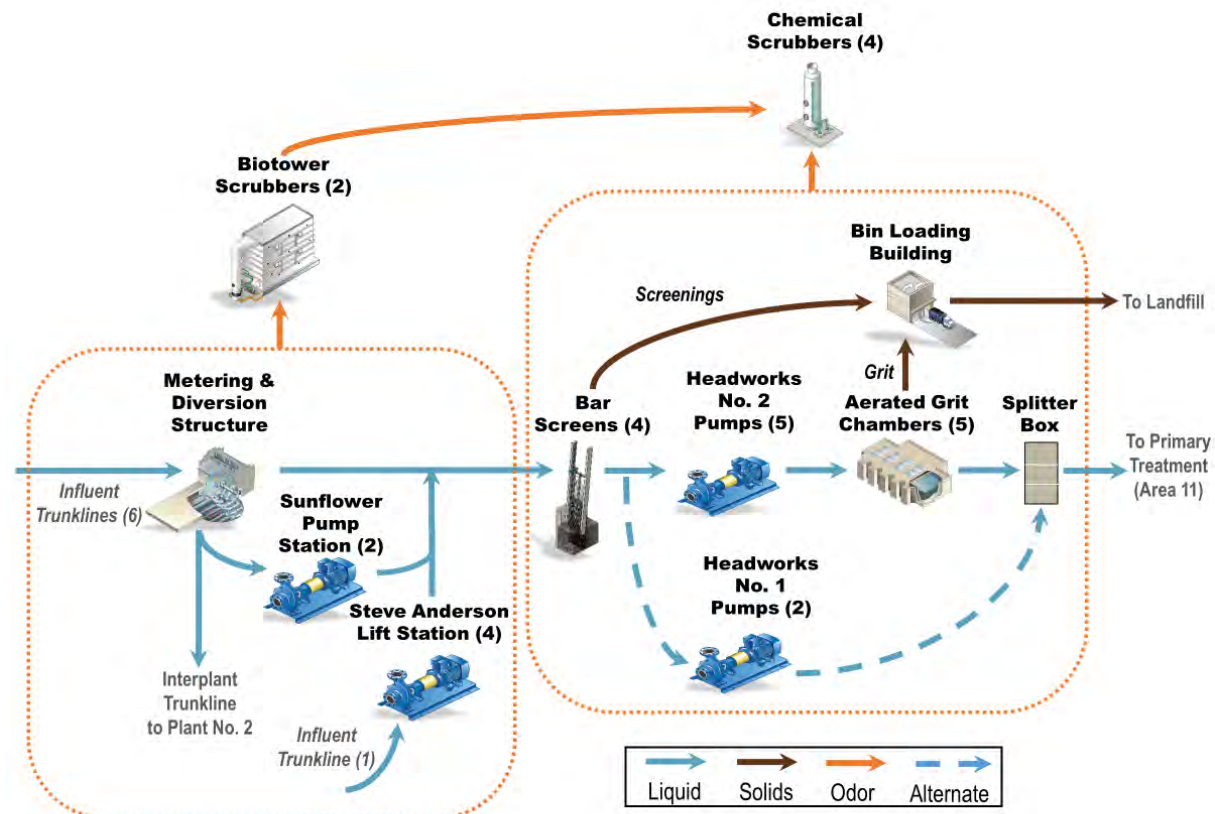 Chemical
Scrubbers (4)
Biotower
Scrubbers (2)
Bin Loading
Building
Screenings
To Landfill
Metering &
Diversion
Structure
Bar
Screens (4)
Headworks
No. 2
Pumps (5)
Grit
Aerated Grit
Chambers (5)
Splitter
Box
To Primary
Treatment
(Area 11)
Influent
Trunklines (6)
Sunflower
Pump
Station (2)
Headworks
No. 1
Pumps (2)
Steve Anderson
Lift Station (4)
Interplant
Trunkline
to Plant No. 2
Influent
Trunkline (1)
Liquid
Solids
Odor
Alternate